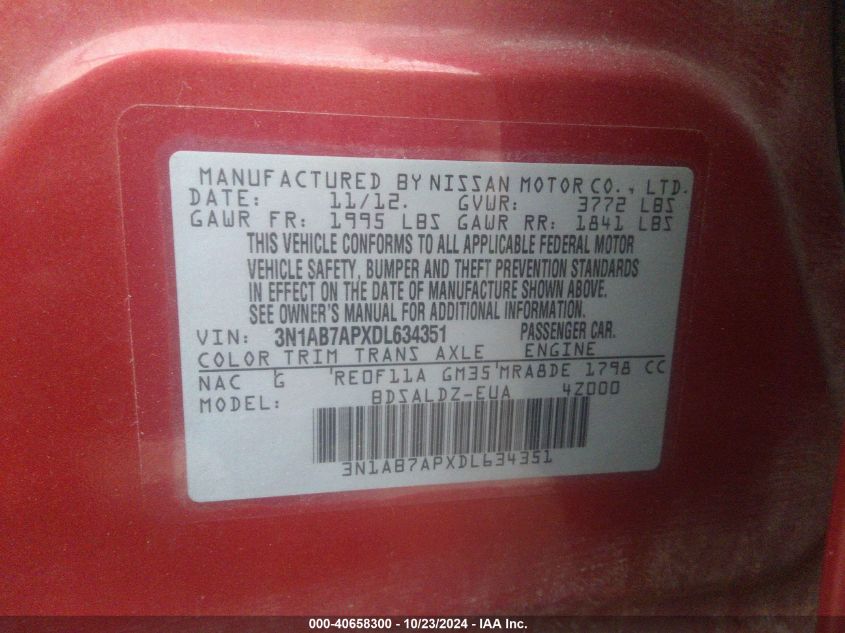 MANUFACTURED BY NISSAN MOTOR CO., LTD.
DATE: 11/12. GVWR: 3772 LBS
GAWR FR: 1995 LBS GAWR RR: 1841 LBS
THIS VEHICLE CONFORMS TO ALL APPLICABLE FEDERAL MOTOR
VEHICLE SAFETY, BUMPER AND THEFT PREVENTION STANDARDS
IN EFFECT ON THE DATE OF MANUFACTURE SHOWN ABOVE.
SEE OWNER'S MANUAL FOR ADDITIONAL INFORMATION.
VIN: 3N1AB7APXDL634351 PASSENGER CAR.
COLOR TRIM TRANS AXLE ENGINE
NAC G 'RE0F11A GM35'MRA8DE 1798 CC
MODEL: BDSALDZ-EUA 4Z000
3N1AB7APXDL634351
000-40658300 - 10/23/2024 - IAA Inc.